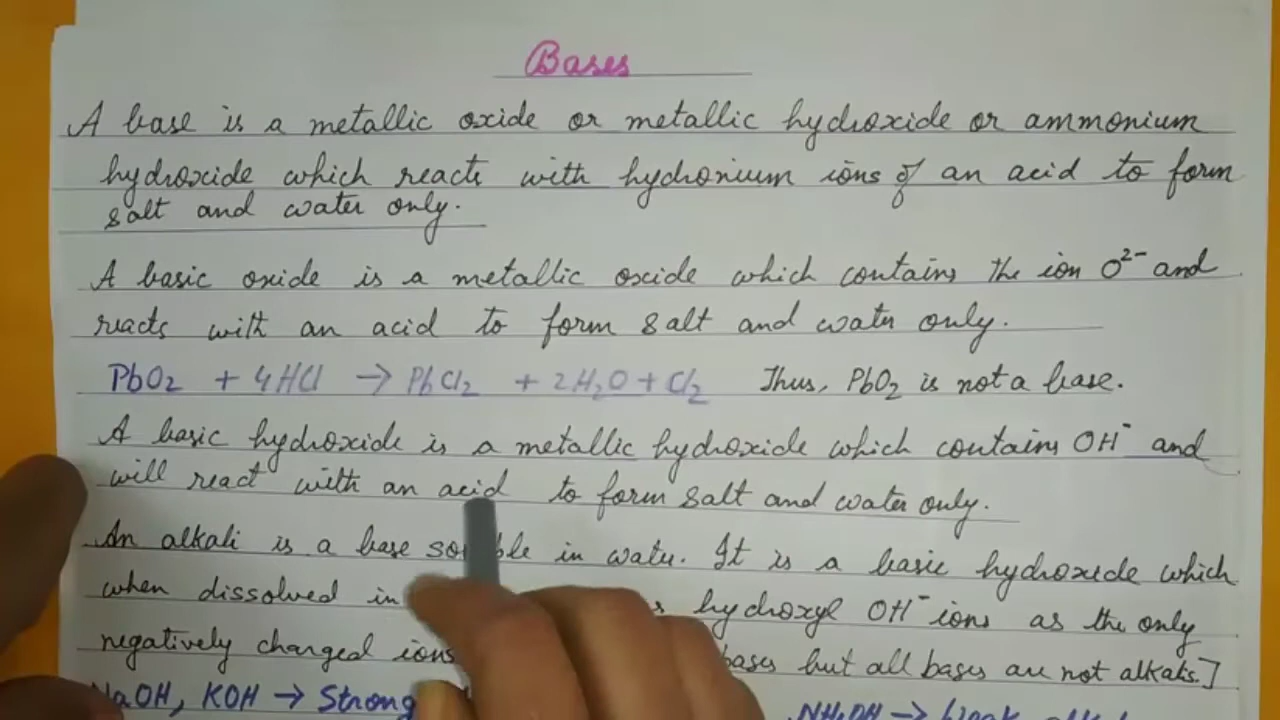 Bases
A base is a metallic oxide or metallic hydroxide or ammonium
hydroxide which reacts with hydronium ions of an acid to form
salt and water only.
A basic oxide is a metallic oxide which contains the ion O²⁻ and
reacts with an acid to form salt and water only.
PbO₂ + 4HCl → PbCl₂ + 2H₂O + Cl₂ Thus, PbO₂ is not a base.
A basic hydroxide is a metallic hydroxide which contains OH⁻ and
will react with an acid to form salt and water only.
An alkali is a base in water. It is a basic hydroxide which
when dissolved in hydroxyl OH⁻ ions as the only
negatively charged ions bases but all bases are not alkalis.]
NaOH, KOH → Strong NH₄OH → Weak